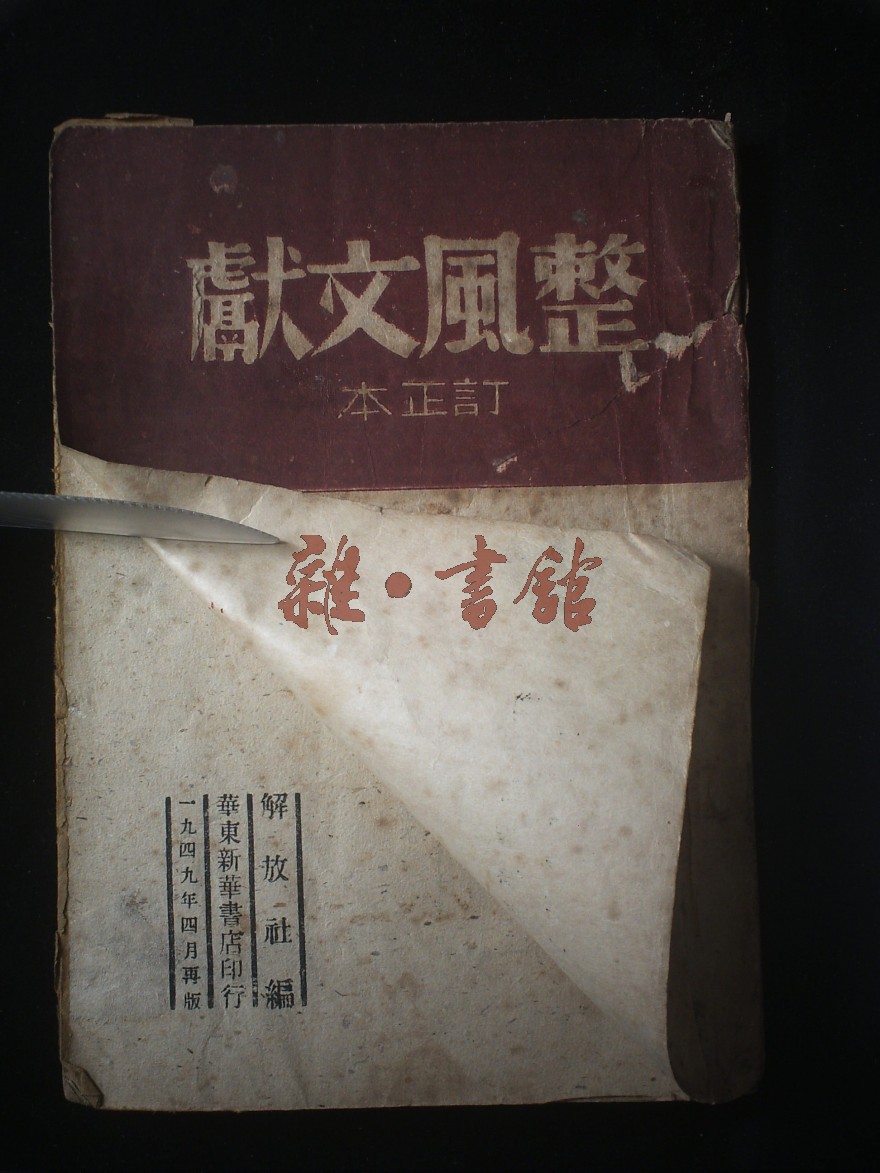 整風文獻
訂正本
雜·書館
解放社編
華東新華書店印行
一九四九年四月再版